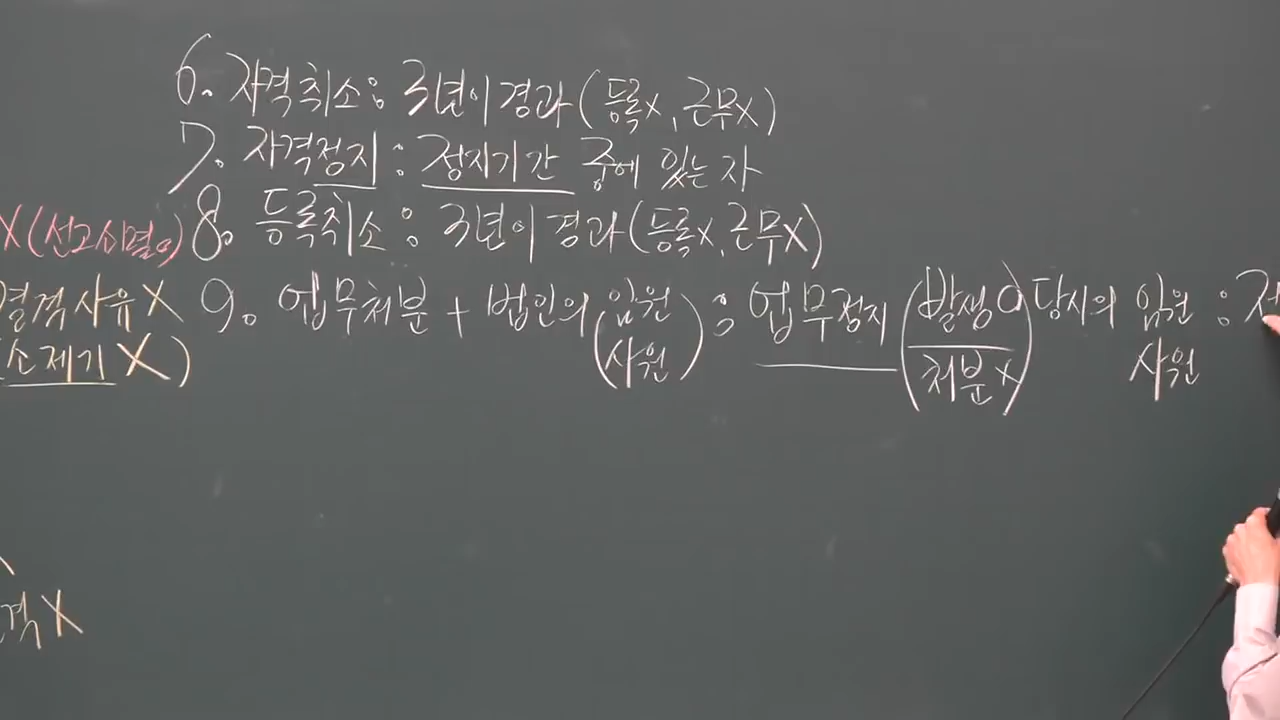 6. 자격취소 : 3년이 경과 (등록X, 근무X)
7. 자격정지 : 정지기간 중에 있는 자
X (선고
8. 등록취소 : 3년이 경과 (등록X, 근무X)
결격사유 X
9. 업무처분 + 법인의 (임원 사원) : 업무정지 (발생O 처분X) 당시의 임원 사원 :
소제기 X)
격 X